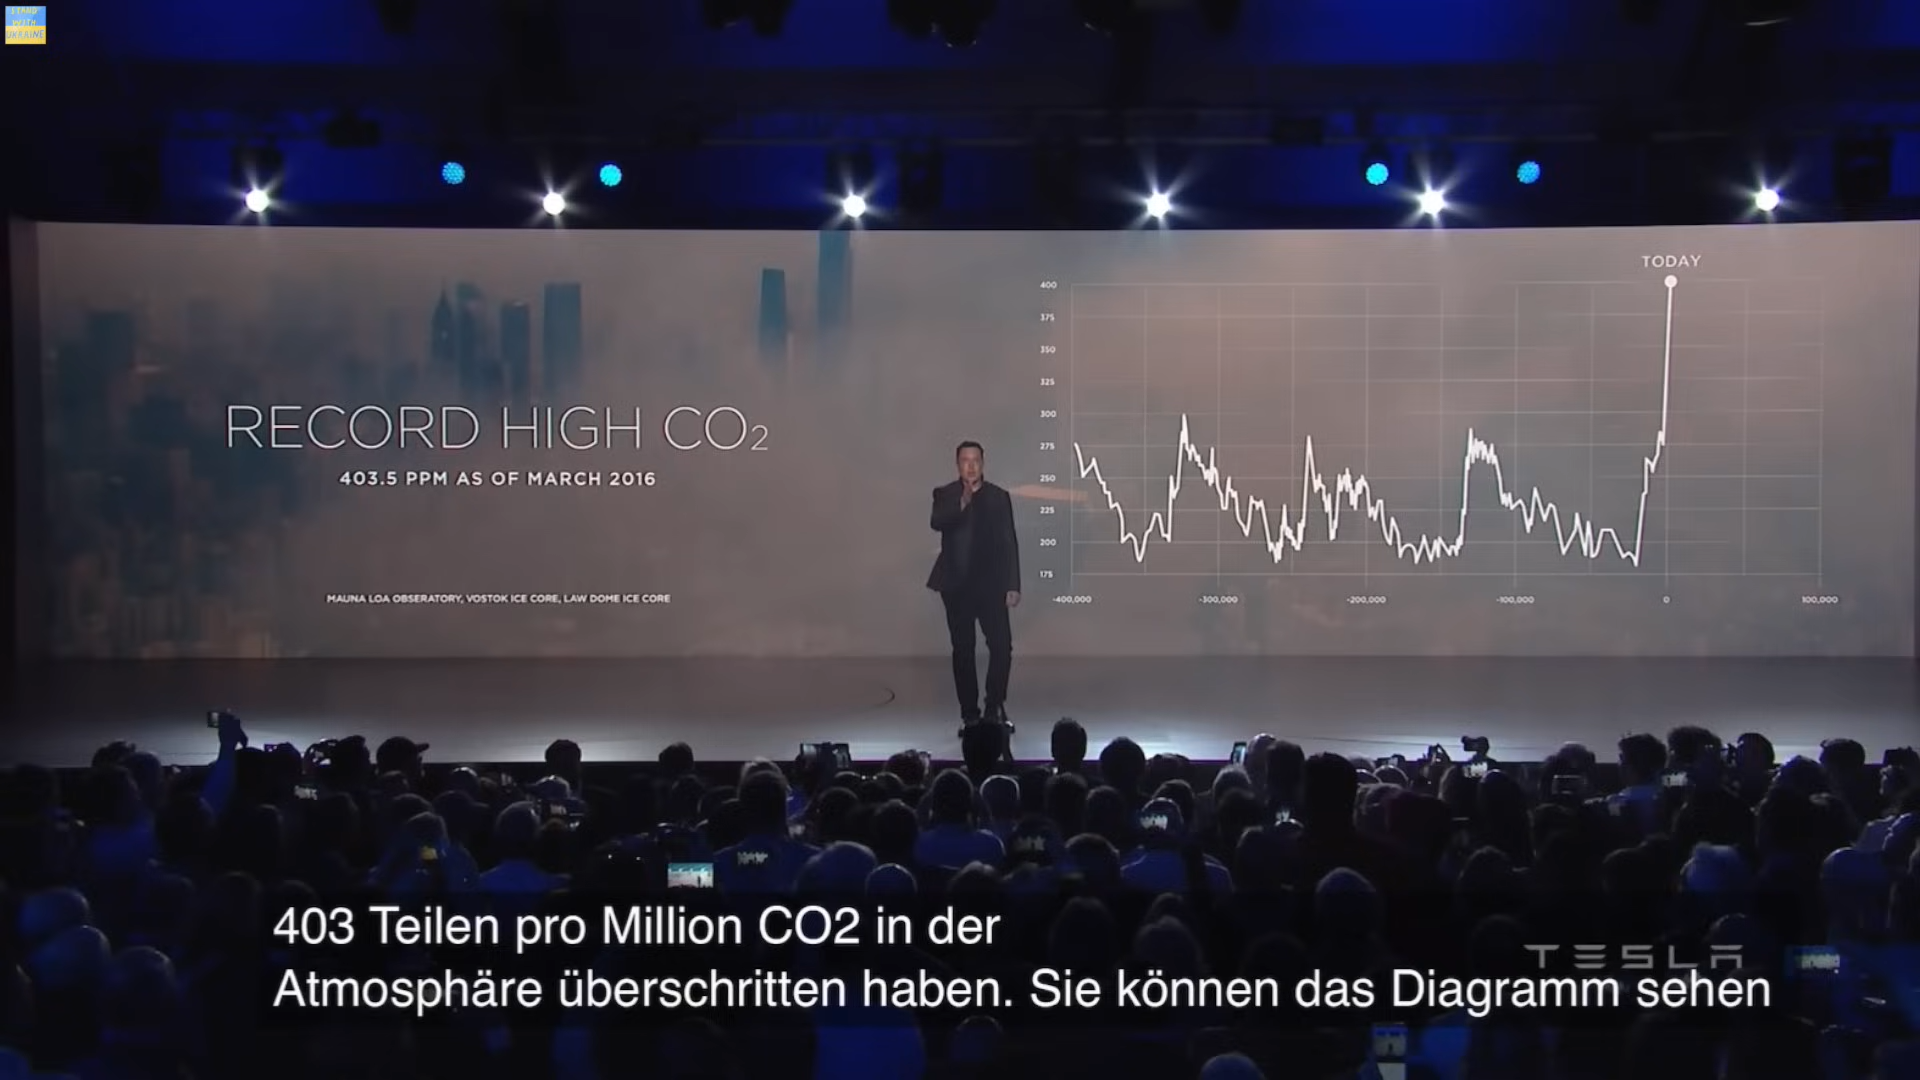 STAND
WITH
UKRAINE
TODAY
400
375
350
325
300
275
250
225
200
175
-400,000
-300,000
-200,000
-100,000
0
100,000
RECORD HIGH CO2
403.5 PPM AS OF MARCH 2016
MAUNA LOA OBSERVATORY, VOSTOK ICE CORE, LAW DOME ICE CORE
403 Teilen pro Million CO2 in der
Atmosphäre überschritten haben. Sie können das Diagramm sehen
TESLA